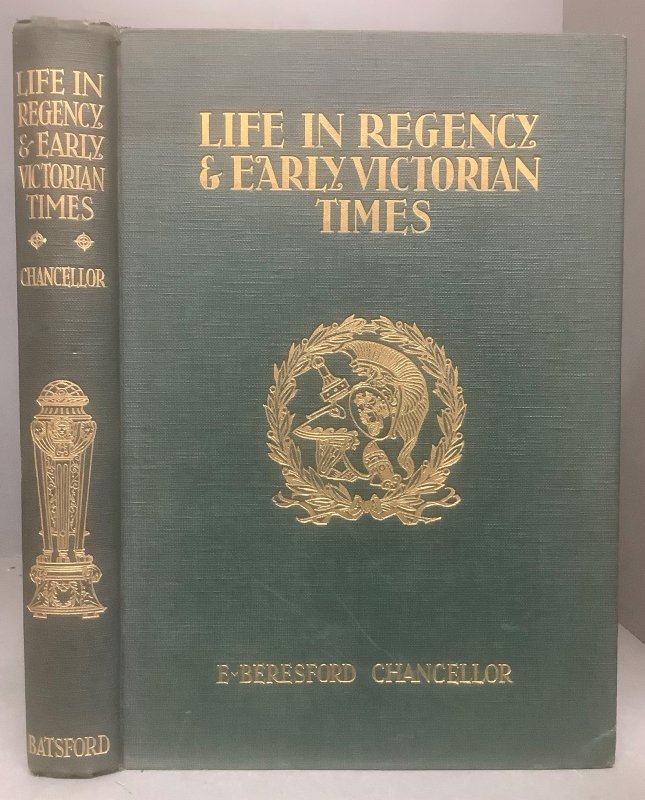 LIFE IN
REGENCY
& EARLY
VICTORIAN
TIMES
CHANCELLOR
BATSFORD
LIFE IN REGENCY
& EARLY VICTORIAN
TIMES
E~BERESFORD CHANCELLOR